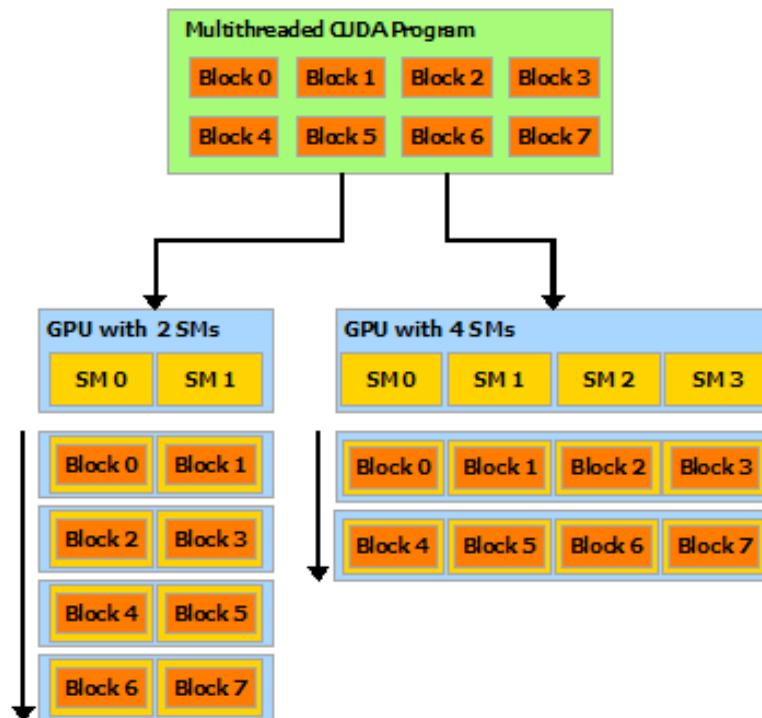 Multithreaded CUDA Program
Block 0 Block 1 Block 2 Block 3
Block 4 Block 5 Block 6 Block 7
GPU with 2 SMs
SM 0 SM 1
Block 0 Block 1
Block 2 Block 3
Block 4 Block 5
Block 6 Block 7
GPU with 4 SMs
SM 0 SM 1 SM 2 SM 3
Block 0 Block 1 Block 2 Block 3
Block 4 Block 5 Block 6 Block 7